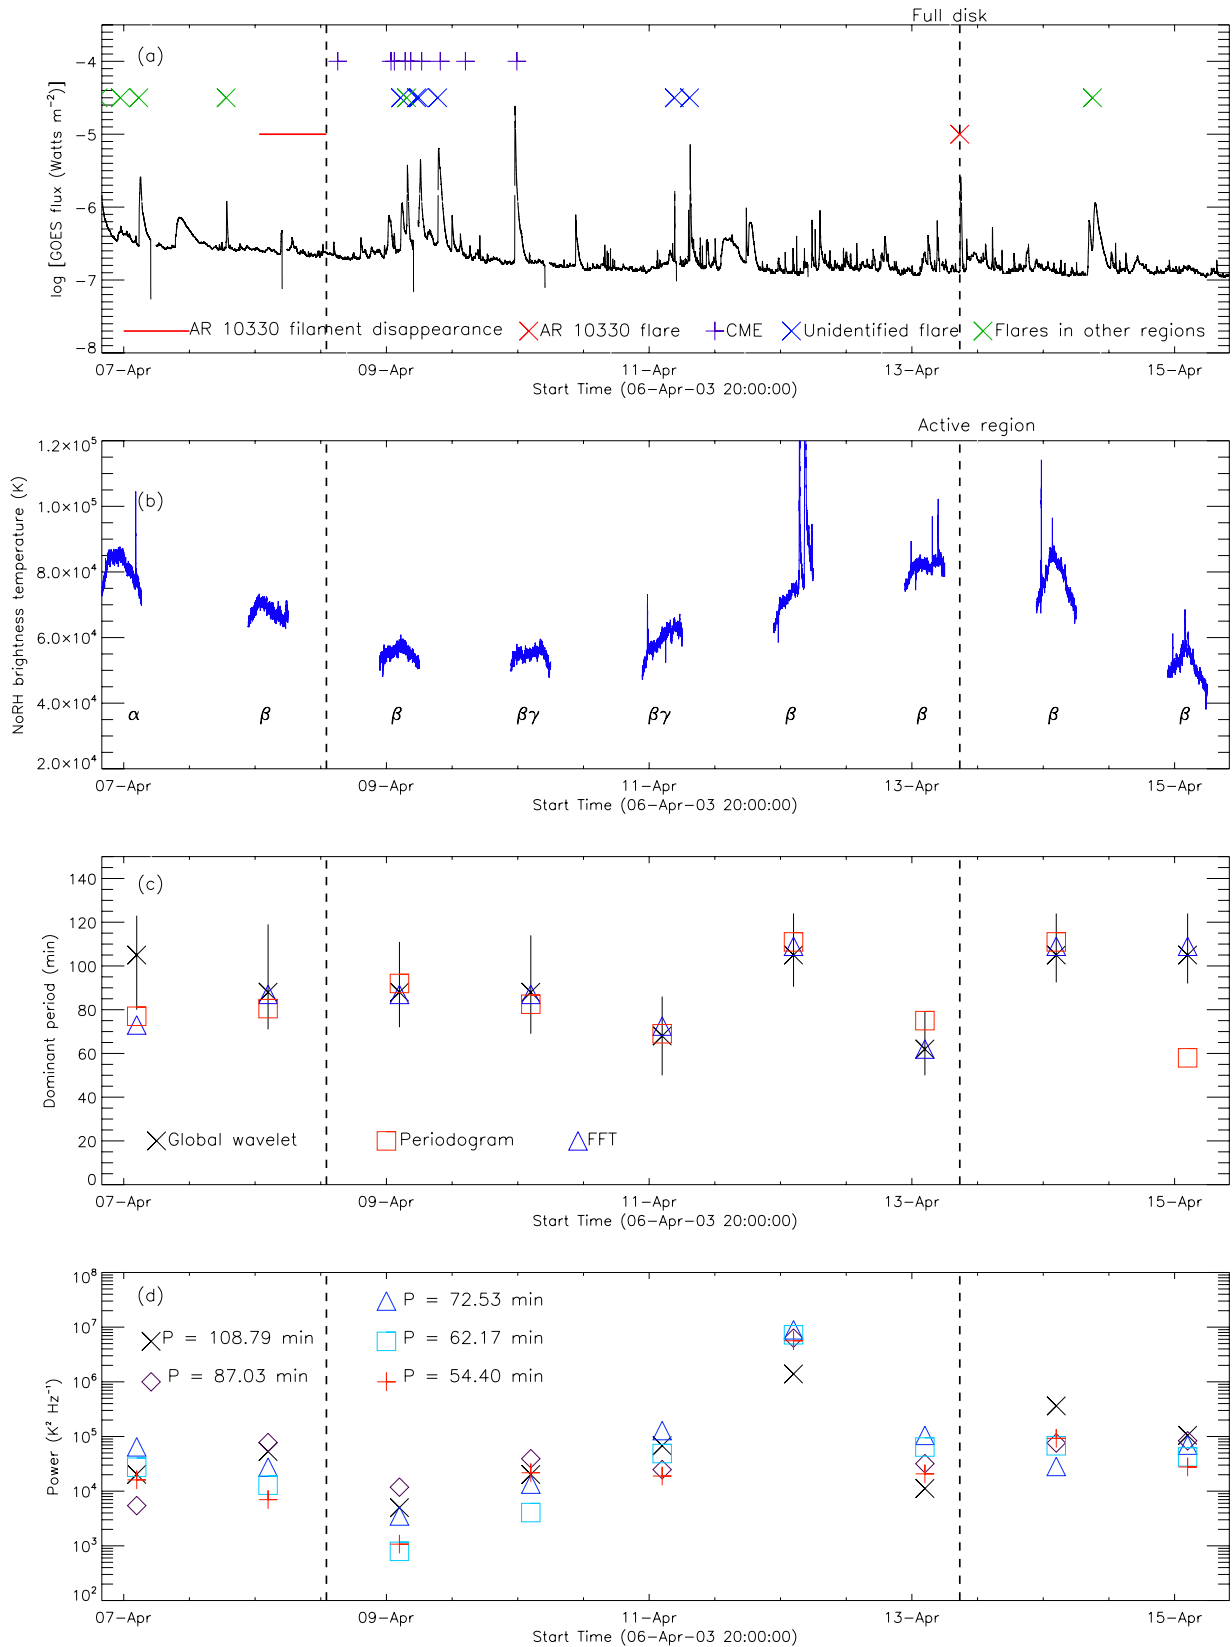 Full disk
(a)
-4
-5
-6
-7
-8
log [GOES flux (Watts m⁻²)]
AR 10330 filament disappearance
AR 10330 flare
CME
Unidentified flare
Flares in other regions
07-Apr 09-Apr 11-Apr 13-Apr 15-Apr
Start Time (06-Apr-03 20:00:00)
Active region
(b)
1.2×10⁵
1.0×10⁵
8.0×10⁴
6.0×10⁴
4.0×10⁴
2.0×10⁴
NoRH brightness temperature (K)
α β β βγ βγ β β β β
07-Apr 09-Apr 11-Apr 13-Apr 15-Apr
Start Time (06-Apr-03 20:00:00)
(c)
140
120
100
80
60
40
20
0
Dominant period (min)
Global wavelet
Periodogram
FFT
07-Apr 09-Apr 11-Apr 13-Apr 15-Apr
Start Time (06-Apr-03 20:00:00)
(d)
10⁸
10⁷
10⁶
10⁵
10⁴
10³
10²
Power (K² Hz⁻¹)
P = 108.79 min
P = 87.03 min
P = 72.53 min
P = 62.17 min
P = 54.40 min
07-Apr 09-Apr 11-Apr 13-Apr 15-Apr
Start Time (06-Apr-03 20:00:00)